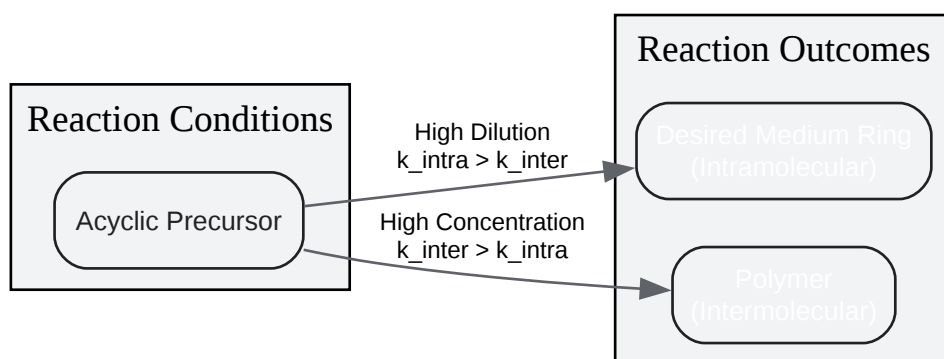 Reaction Conditions
Acyclic Precursor
High Dilution
k_intra > k_inter
High Concentration
k_inter > k_intra
Reaction Outcomes
Desired Medium Ring
(Intramolecular)
Polymer
(Intermolecular)